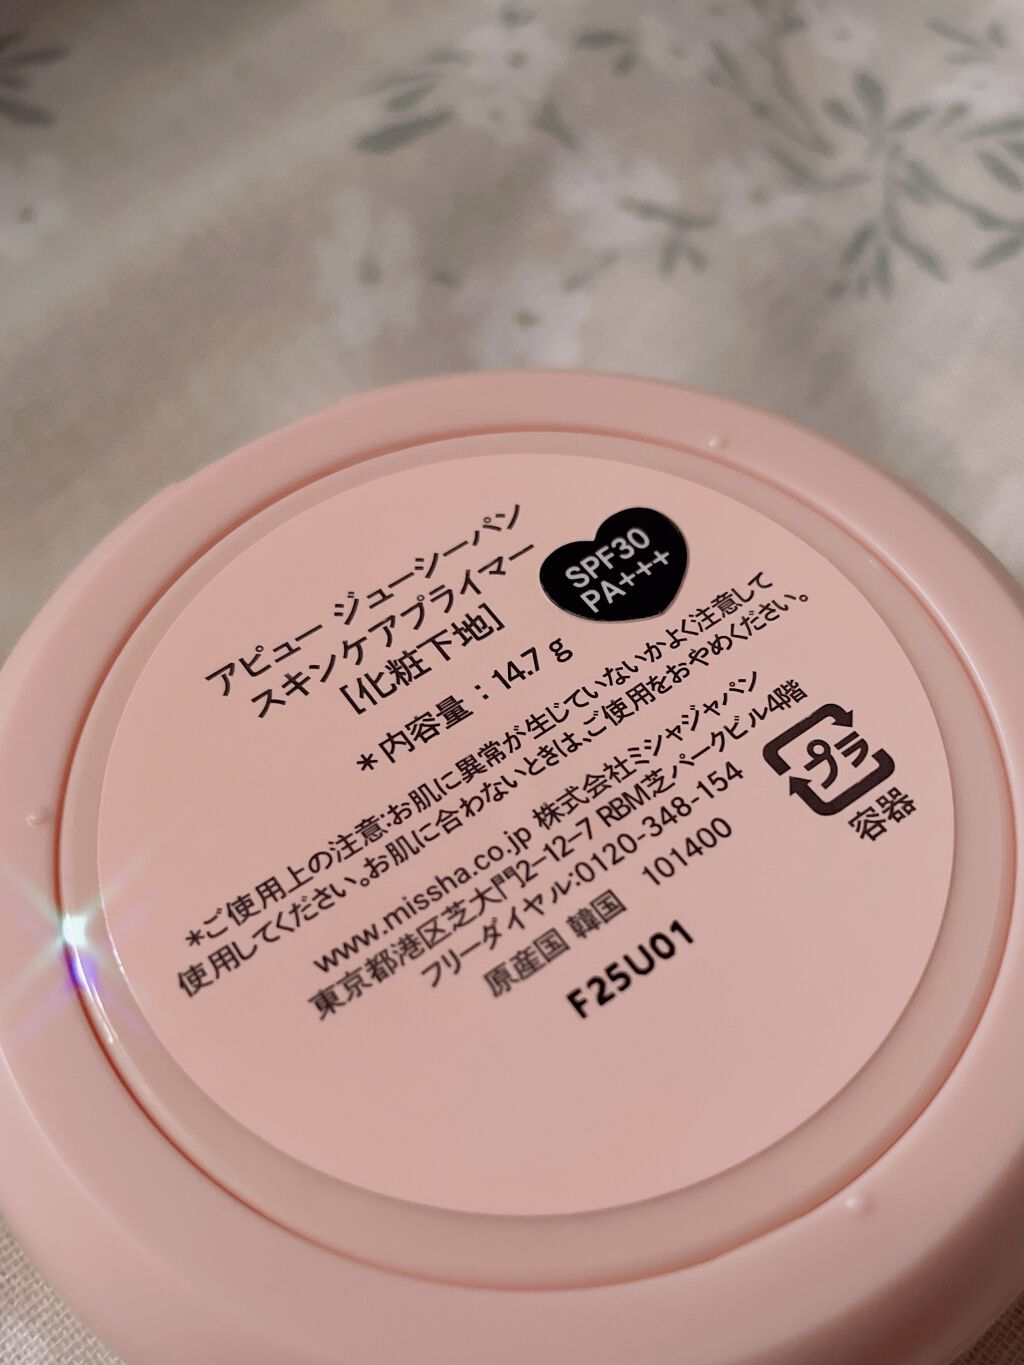 アピュー ジューシーパン
スキンケアプライマー
[化粧下地]
SPF30
PA+++
*内容量:14.7 g
*ご使用上の注意:お肌に異常が生じていないかよく注意して
使用してください。お肌に合わないときは、ご使用をおやめください。
www.missha.co.jp 株式会社ミシャジャパン
東京都港区芝大門2-12-7 RBM芝パークビル4階
フリーダイヤル:0120-348-154
原産国 韓国 101400
F25U01
プラ
容器